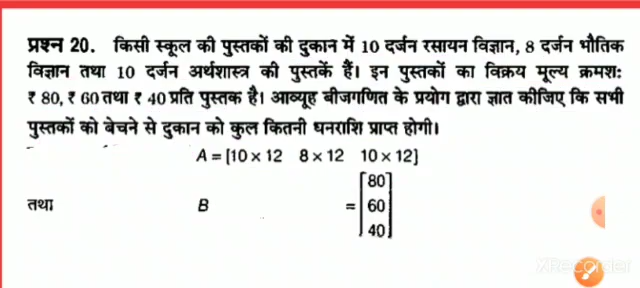 प्रश्न 20. किसी स्कूल की पुस्तकों की दुकान में 10 दर्जन रसायन विज्ञान, 8 दर्जन भौतिक
विज्ञान तथा 10 दर्जन अर्थशास्त्र की पुस्तकें हैं। इन पुस्तकों का विक्रय मूल्य क्रमश:
₹ 80, ₹ 60 तथा ₹ 40 प्रति पुस्तक है। आव्यूह बीजगणित के प्रयोग द्वारा ज्ञात कीजिए कि सभी
पुस्तकों को बेचने से दुकान को कुल कितनी धनराशि प्राप्त होगी।
A = [10 × 12 8 × 12 10 × 12]
80
तथा B = 60
40
XRecorder